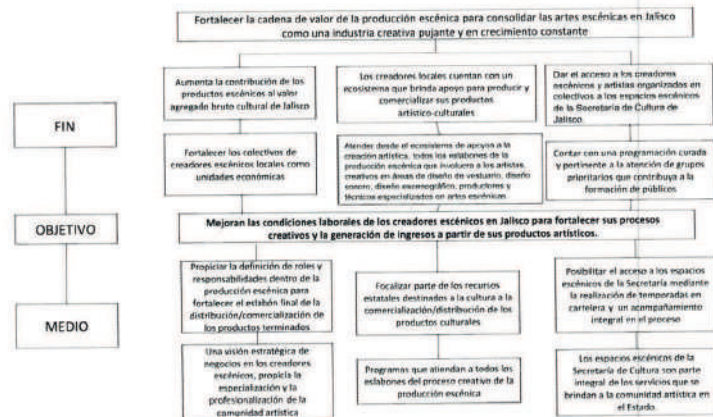 Fortalecer la cadena de valor de la producción escénica para consolidar las artes escénicas en Jalisco
como una industria creativa pujante y en crecimiento constante
Aumenta la contribución de los
productos escénicos al valor
agregado bruto cultural de Jalisco
Los creadores locales cuentan con un
ecosistema que brinda apoyo para producir y
comercializar sus productos
artístico-culturales
Dar el acceso a los creadores
escénicos y artistas organizados en
colectivos a los espacios escénicos
de la Secretaría de Cultura de
Jalisco.
FIN
Fortalecer los colectivos de
creadores escénicos locales como
unidades económicas
Atender desde el ecosistema de apoyos a la
creación artística, todos los eslabones de la
producción escénica que involucra a los artistas,
creativos en áreas de diseño de vestuario, diseño
sonoro, diseño escenográfico, productores y
técnicos especializados en artes escénicas.
Contar con una programación curada
y pertinente a la atención de grupos
prioritarios que contribuya a la
formación de públicos
OBJETIVO
Mejoran las condiciones laborales de los creadores escénicos en Jalisco para fortalecer sus procesos
creativos y la generación de ingresos a partir de sus productos artísticos.
MEDIO
Propiciar la definición de roles y
responsabilidades dentro de la
producción escénica para
fortalecer el eslabón final de la
distribución/comercialización de
los productos terminados
Focalizar parte de los recursos
estatales destinados a la cultura a la
comercialización/distribución de los
productos culturales
Posibilitar el acceso a los espacios
escénicos de la Secretaría mediante
la realización de temporadas en
cartelera y un acompañamiento
integral en el proceso
Una visión estratégica de
negocios en los creadores
escénicos, propicia la
especialización y la
profesionalización de la
comunidad artística
Programas que atiendan a todos los
eslabones del proceso creativo de la
producción escénica
Los espacios escénicos de la
Secretaría de Cultura son parte
integral de los servicios que se
brindan a la comunidad artística en
el Estado.